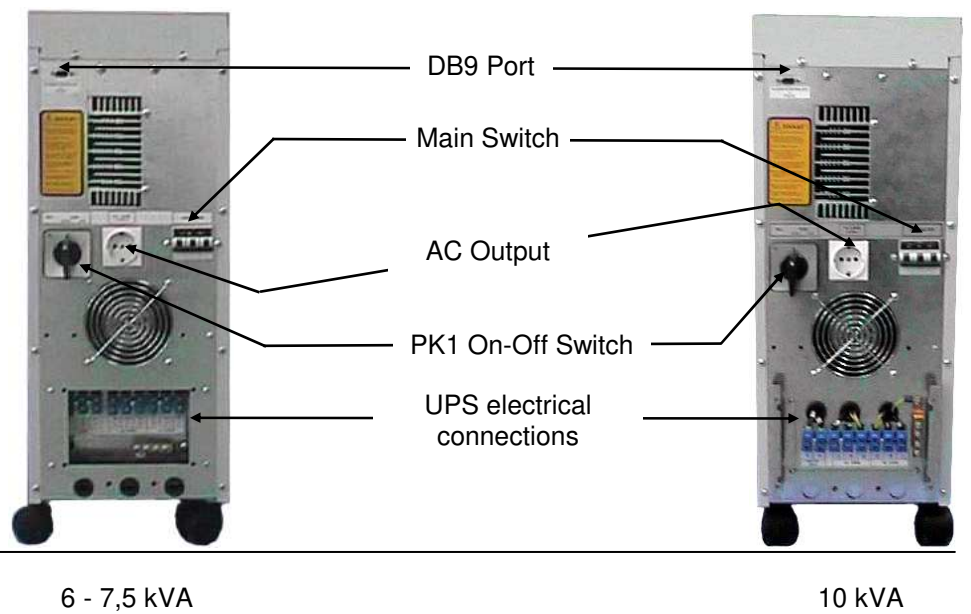 DB9 Port
Main Switch
AC Output
PK1 On-Off Switch
UPS electrical
connections
6 - 7,5 kVA
10 kVA